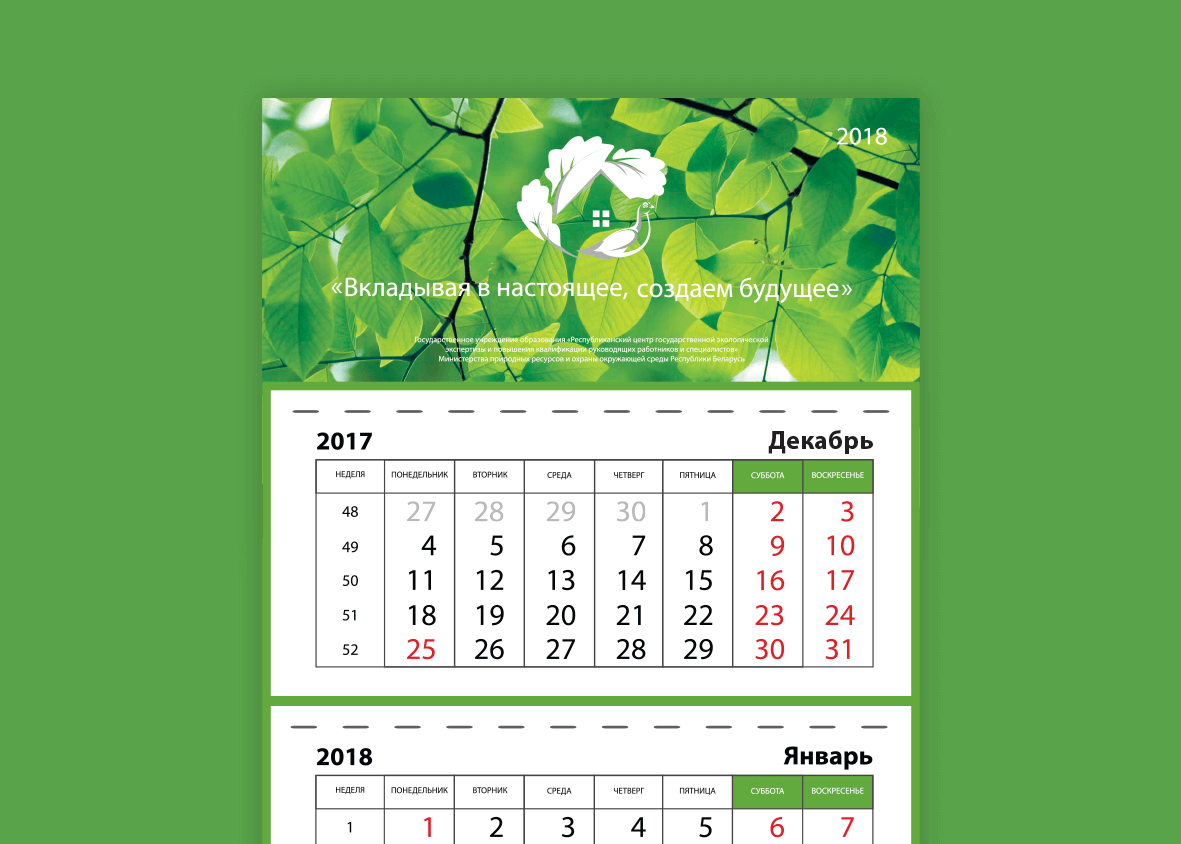 2018
«Вкладывая в настоящее, создаем будущее»
Государственное учреждение образования «Республиканский центр государственной экологической
экспертизы и повышения квалификации руководящих работников и специалистов»
Министерства природных ресурсов и охраны окружающей среды Республики Беларусь
2017 Декабрь
НЕДЕЛЯ ПОНЕДЕЛЬНИК ВТОРНИК СРЕДА ЧЕТВЕРГ ПЯТНИЦА СУББОТА ВОСКРЕСЕНЬЕ
48 27 28 29 30 1 2 3
49 4 5 6 7 8 9 10
50 11 12 13 14 15 16 17
51 18 19 20 21 22 23 24
52 25 26 27 28 29 30 31
2018 Январь
НЕДЕЛЯ ПОНЕДЕЛЬНИК ВТОРНИК СРЕДА ЧЕТВЕРГ ПЯТНИЦА СУББОТА ВОСКРЕСЕНЬЕ
1 1 2 3 4 5 6 7